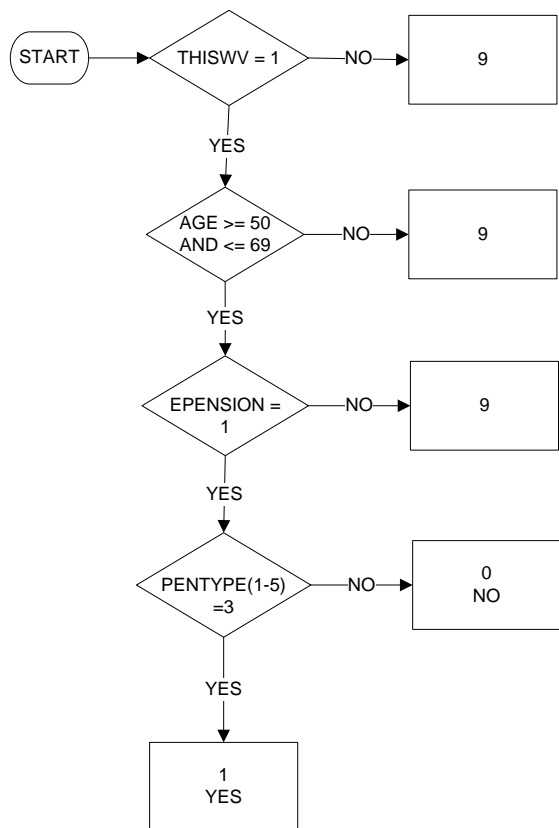 START
THISWV = 1
NO
9
YES
AGE >= 50
AND <= 69
NO
9
YES
EPENSION =
1
NO
9
YES
PENTYPE(1-5)
=3
NO
0
NO
YES
1
YES